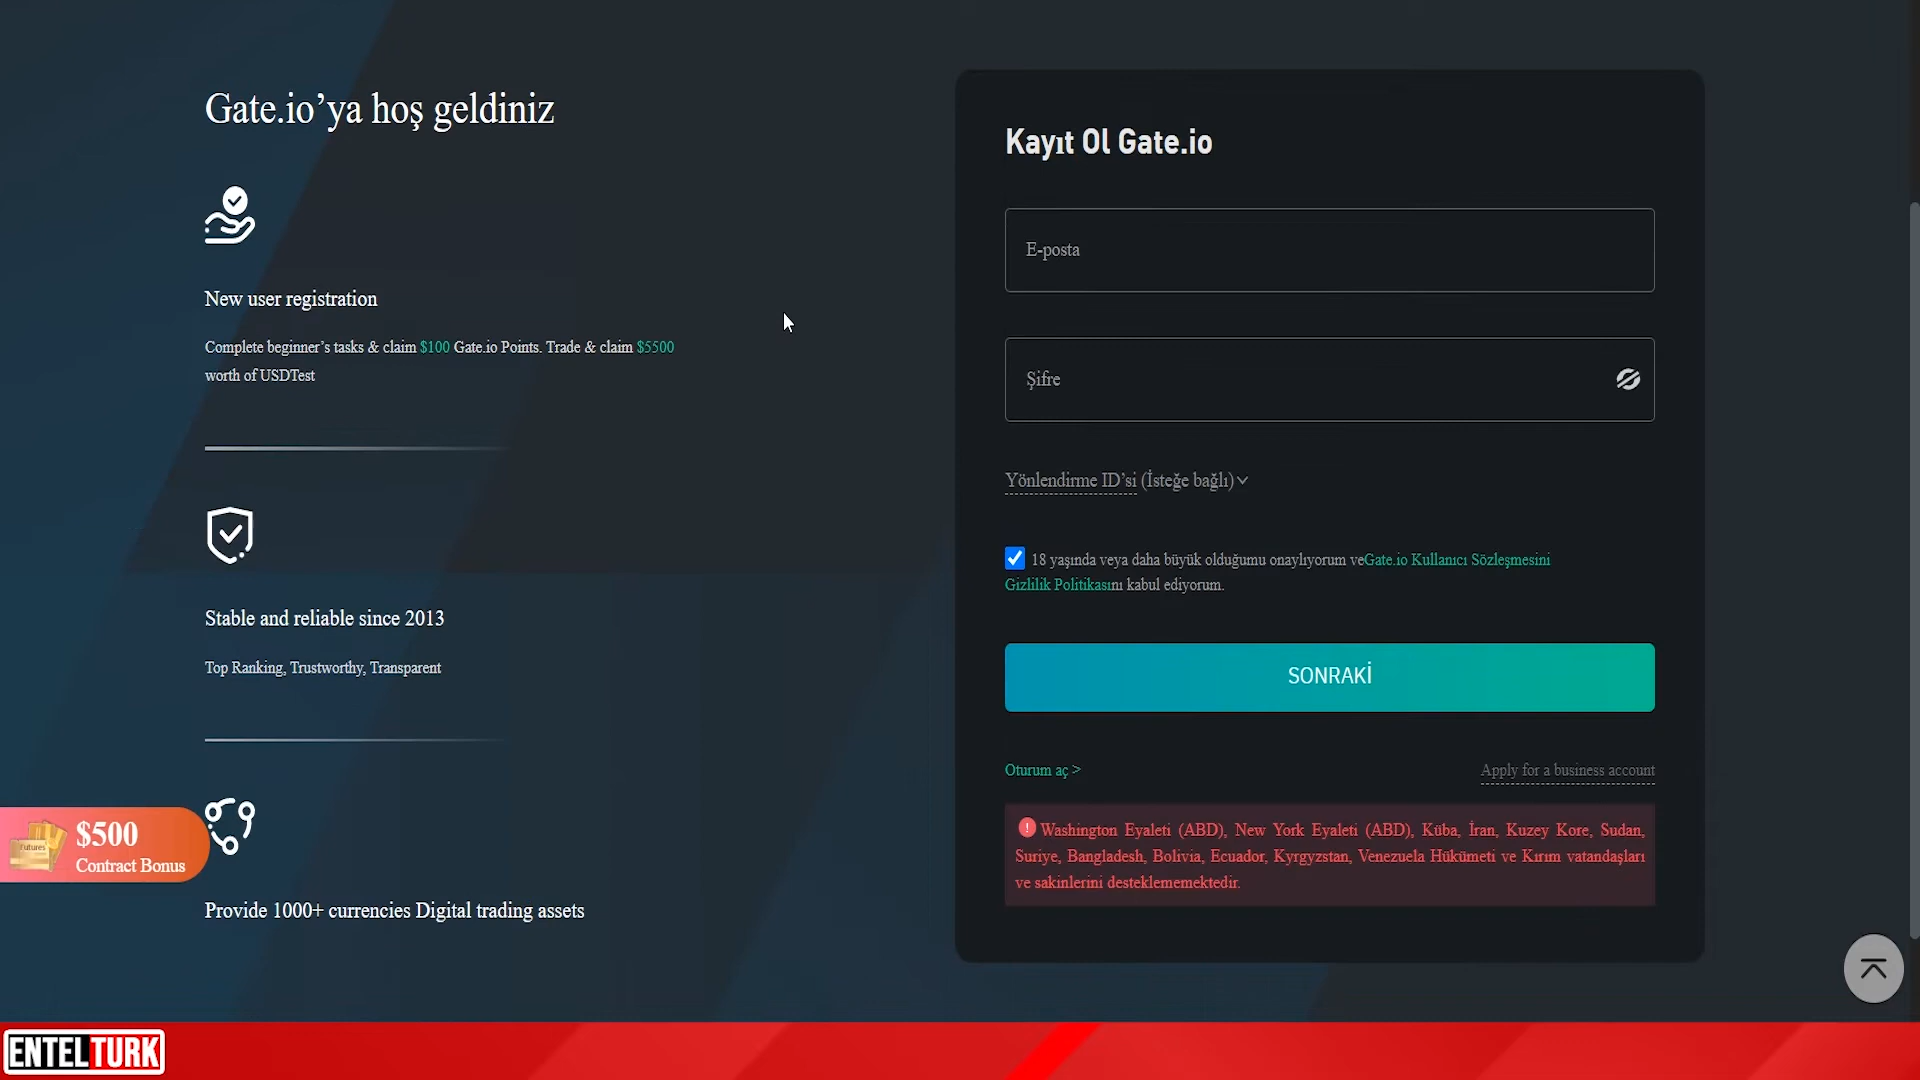 Gate.io’ya hoş geldiniz
New user registration
Complete beginner’s tasks & claim $100 Gate.io Points. Trade & claim $5500
worth of USDTest
Stable and reliable since 2013
Top Ranking, Trustworthy, Transparent
Futures
$500
Contract Bonus
Provide 1000+ currencies Digital trading assets
Kayıt Ol Gate.io
E-posta
Şifre
Yönlendirme ID’si (İsteğe bağlı)
18 yaşında veya daha büyük olduğumu onaylıyorum veGate.io Kullanıcı Sözleşmesini
Gizlilik Politikasını kabul ediyorum.
SONRAKİ
Oturum aç >
Apply for a business account
Washington Eyaleti (ABD), New York Eyaleti (ABD), Küba, İran, Kuzey Kore, Sudan,
Suriye, Bangladesh, Bolivia, Ecuador, Kyrgyzstan, Venezuela Hükümeti ve Kırım vatandaşları
ve sakinlerini desteklememektedir.
ENTELTURK